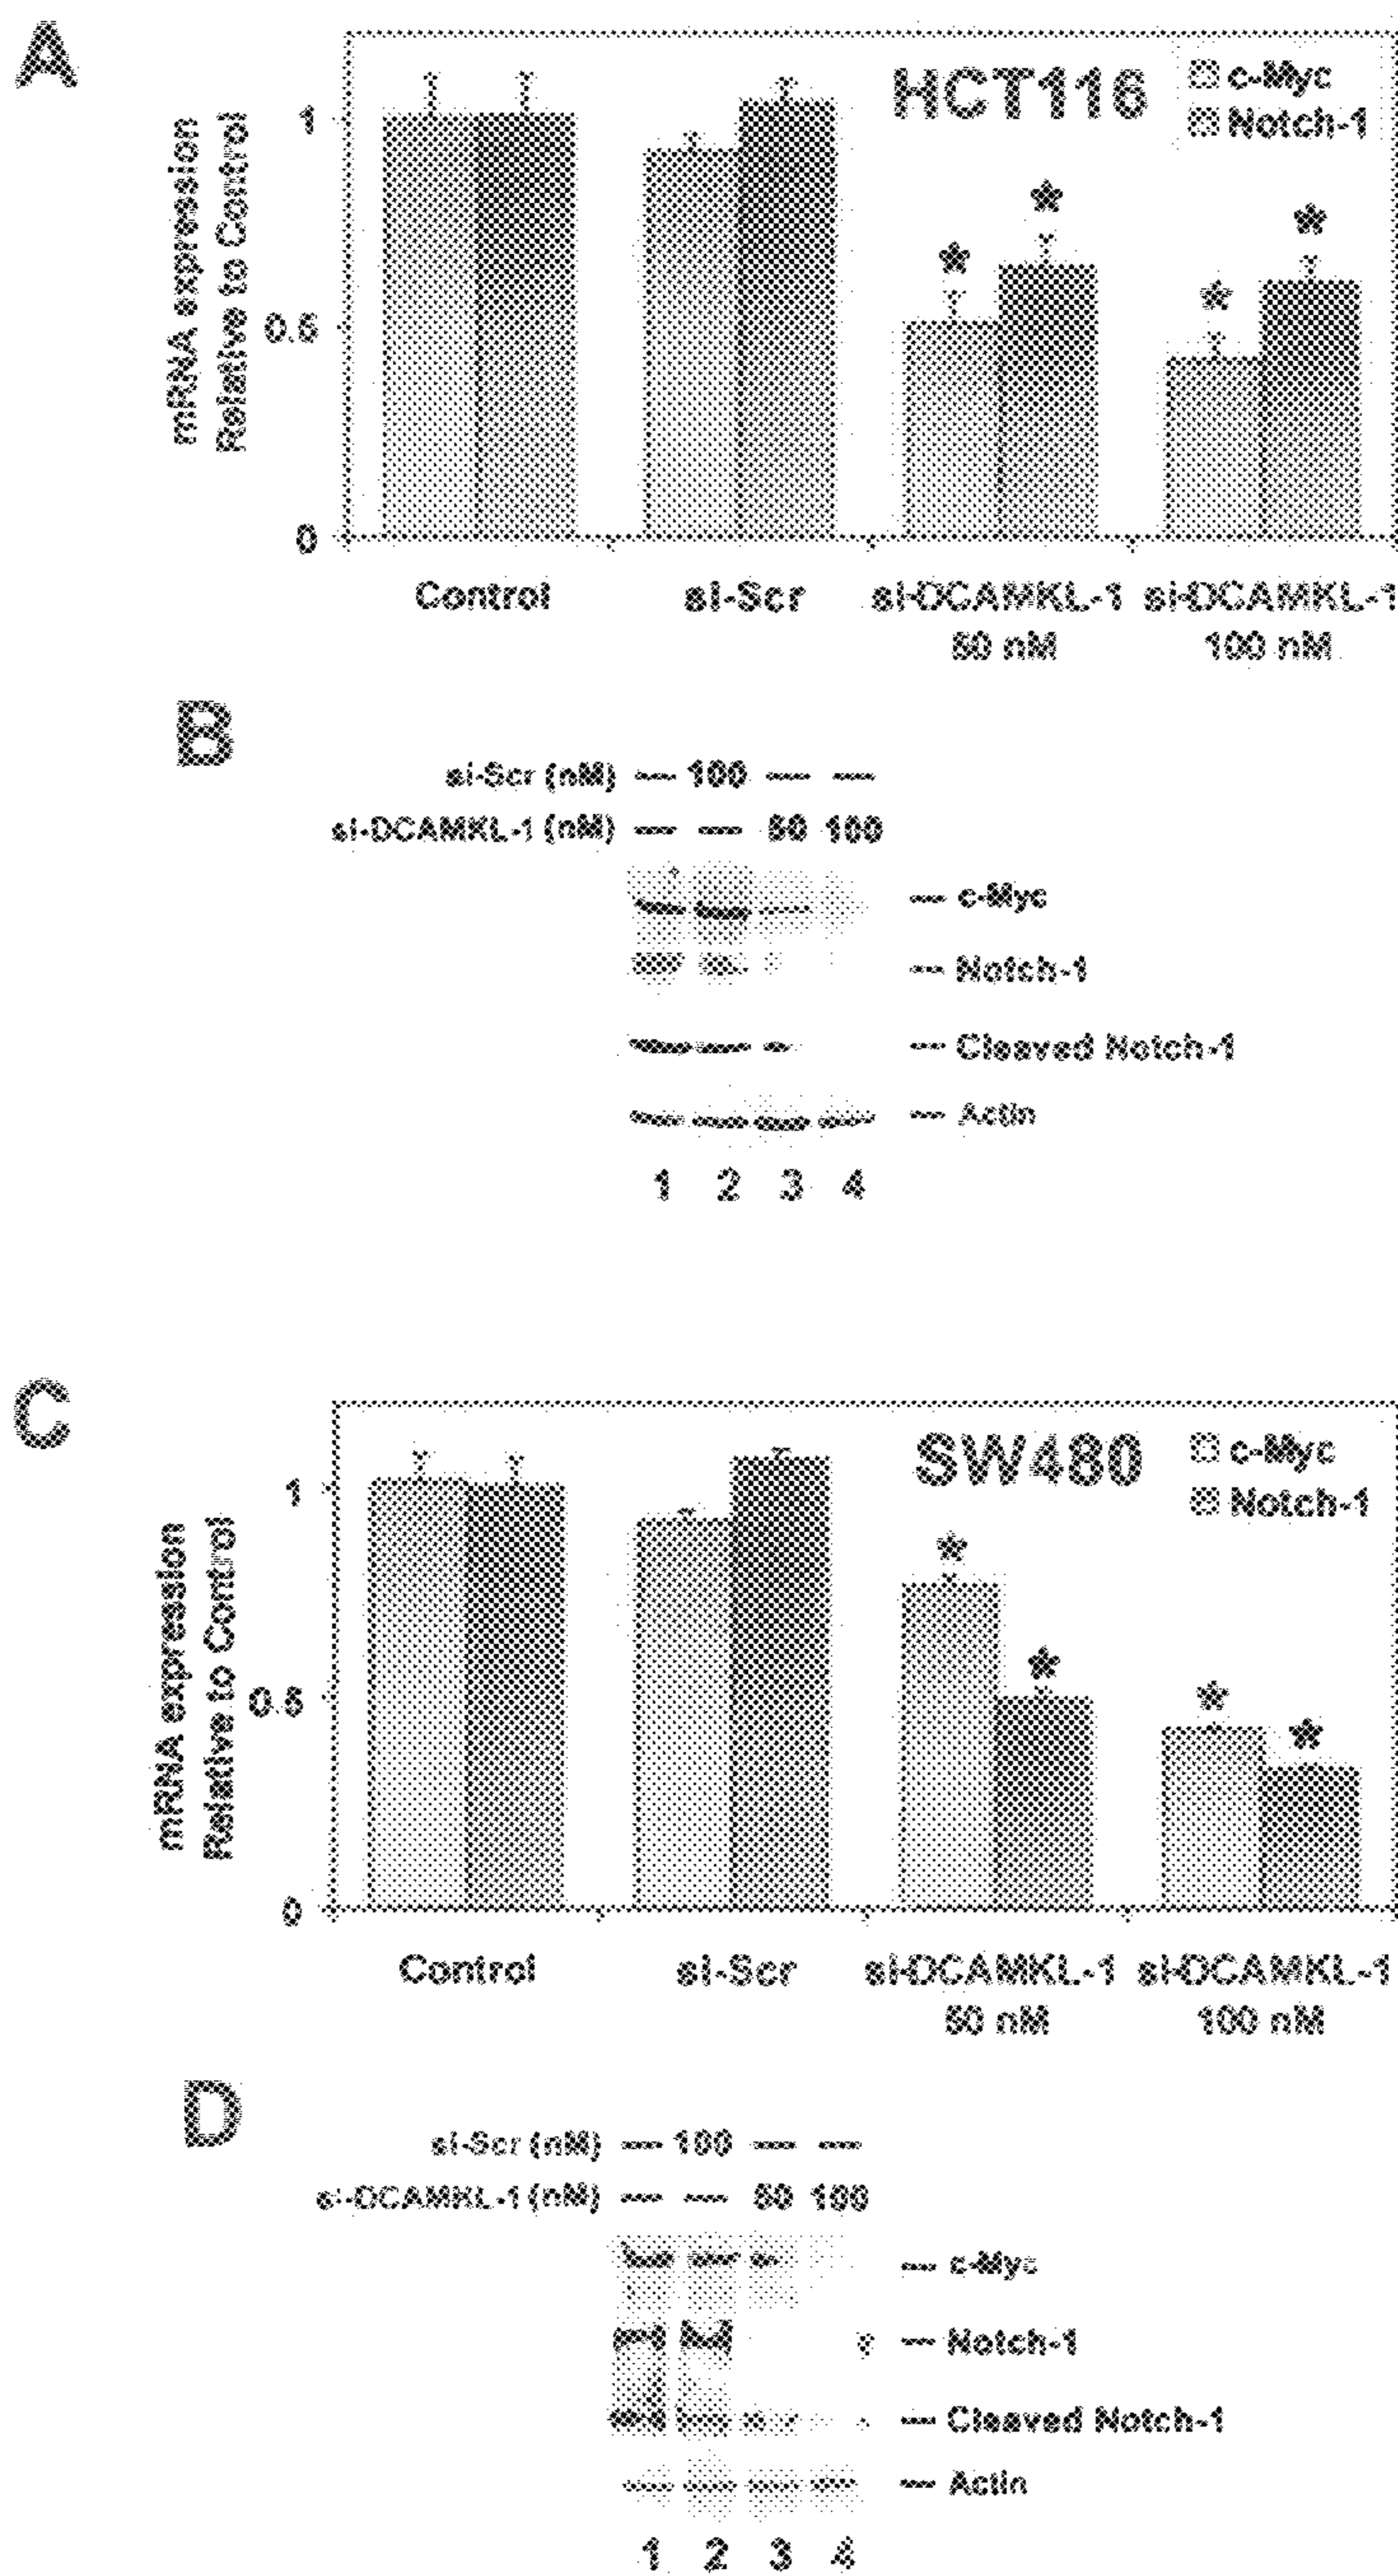 A
HCT116
c-Myc
Notch-1
mRNA expression
Relative to Control
1
0.5
0
Control si-Scr si-DCAMKL-1 si-DCAMKL-1
50 nM 100 nM
B
si-Scr (nM) — 100 — —
si-DCAMKL-1 (nM) — — 50 100
— c-Myc
— Notch-1
— Cleaved Notch-1
— Actin
1 2 3 4
C
SW480
c-Myc
Notch-1
mRNA expression
Relative to Control
1
0.5
0
Control si-Scr si-DCAMKL-1 si-DCAMKL-1
50 nM 100 nM
D
si-Scr (nM) — 100 — —
si-DCAMKL-1 (nM) — — 50 100
— c-Myc
— Notch-1
— Cleaved Notch-1
— Actin
1 2 3 4